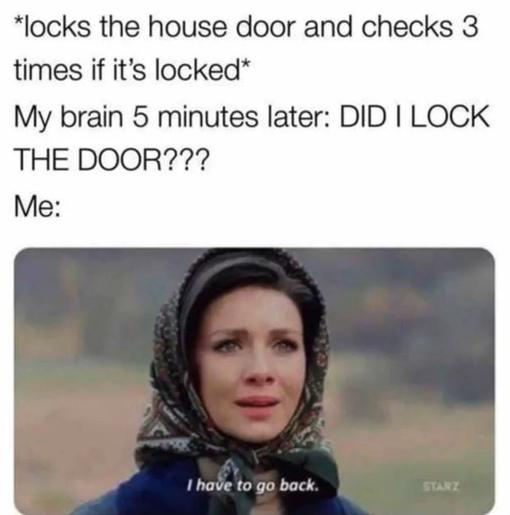 *locks the house door and checks 3
times if it's locked*
My brain 5 minutes later: DID I LOCK
THE DOOR???
Me:
I have to go back.
STARZ